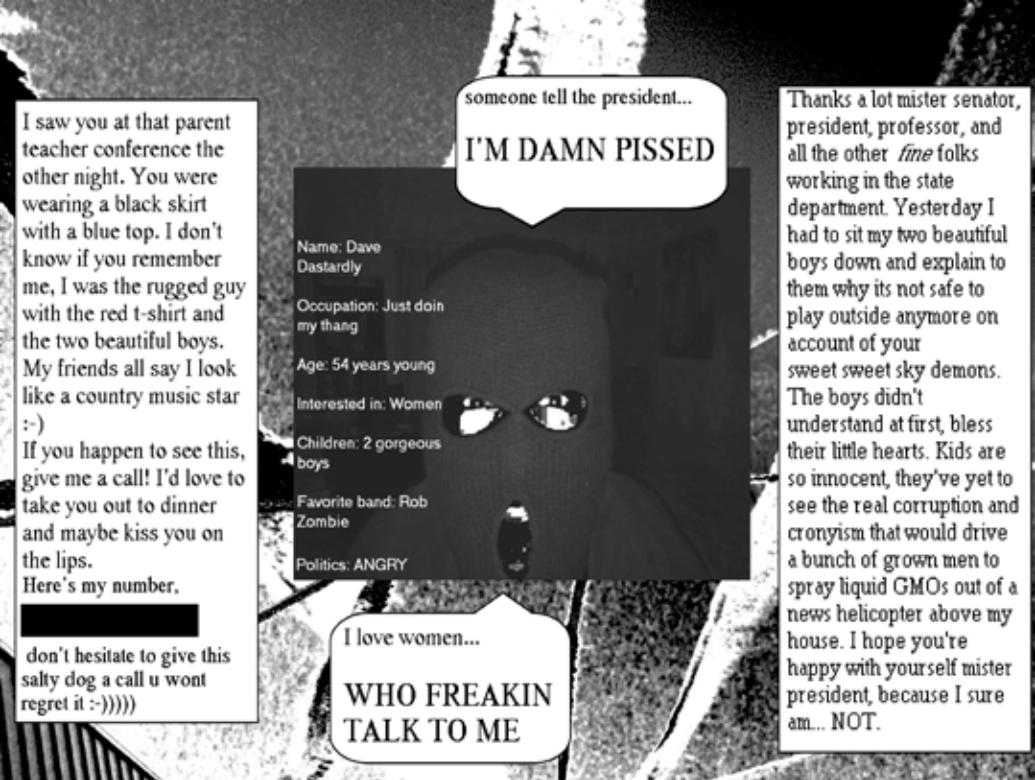 I saw you at that parent
teacher conference the
other night. You were
wearing a black skirt
with a blue top. I don't
know if you remember
me, I was the rugged guy
with the red t-shirt and
the two beautiful boys.
My friends all say I look
like a country music star
:-)
If you happen to see this,
give me a call! I'd love to
take you out to dinner
and maybe kiss you on
the lips.
Here's my number,
don't hesitate to give this
salty dog a call u wont
regret it :-)))))
someone tell the president...
I'M DAMN PISSED
Name: Dave
Dastardly
Occupation: Just doin
my thang
Age: 54 years young
Interested in: Women
Children: 2 gorgeous
boys
Favorite band: Rob
Zombie
Politics: ANGRY
I love women...
WHO FREAKIN
TALK TO ME
Thanks a lot mister senator,
president, professor, and
all the other fine folks
working in the state
department. Yesterday I
had to sit my two beautiful
boys down and explain to
them why its not safe to
play outside anymore on
account of your
sweet sweet sky demons.
The boys didn't
understand at first, bless
their little hearts. Kids are
so innocent, they've yet to
see the real corruption and
cronyism that would drive
a bunch of grown men to
spray liquid GMOs out of a
news helicopter above my
house. I hope you're
happy with yourself mister
president, because I sure
am... NOT.